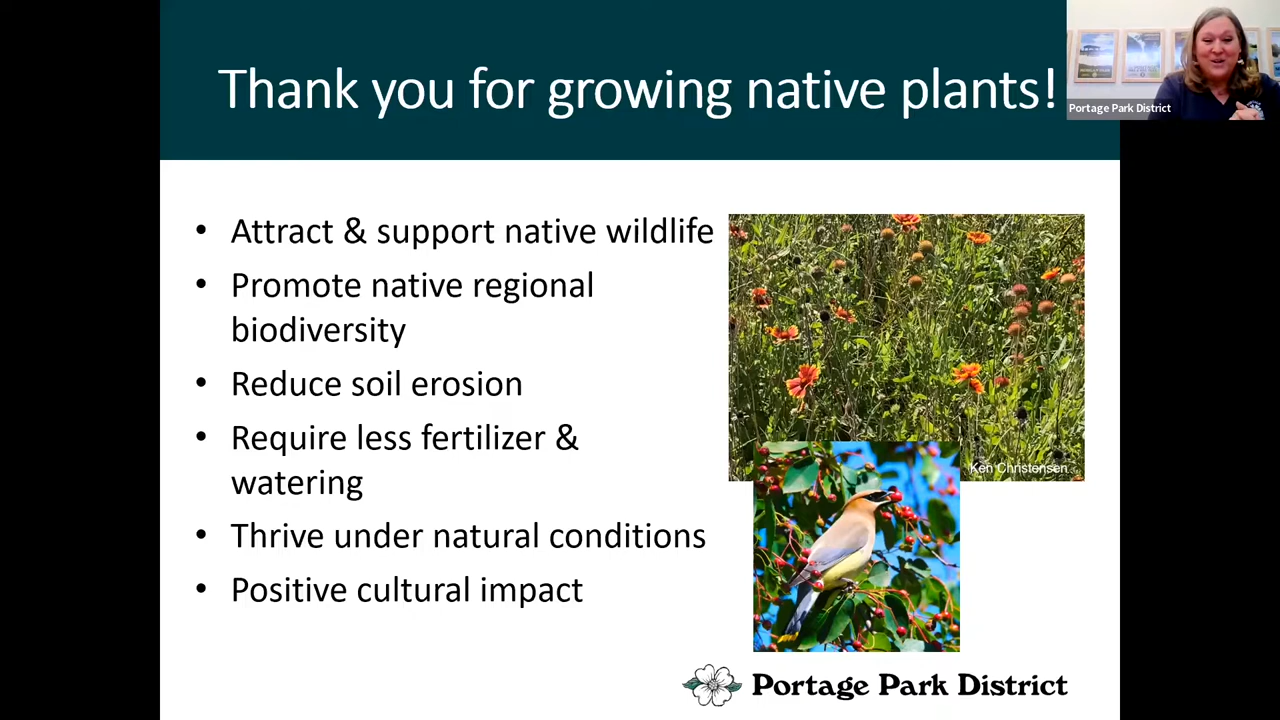 Thank you for growing native plants!
Portage Park District
• Attract & support native wildlife
• Promote native regional
biodiversity
• Reduce soil erosion
• Require less fertilizer &
watering
• Thrive under natural conditions
• Positive cultural impact
Ken Christensen
Portage Park District